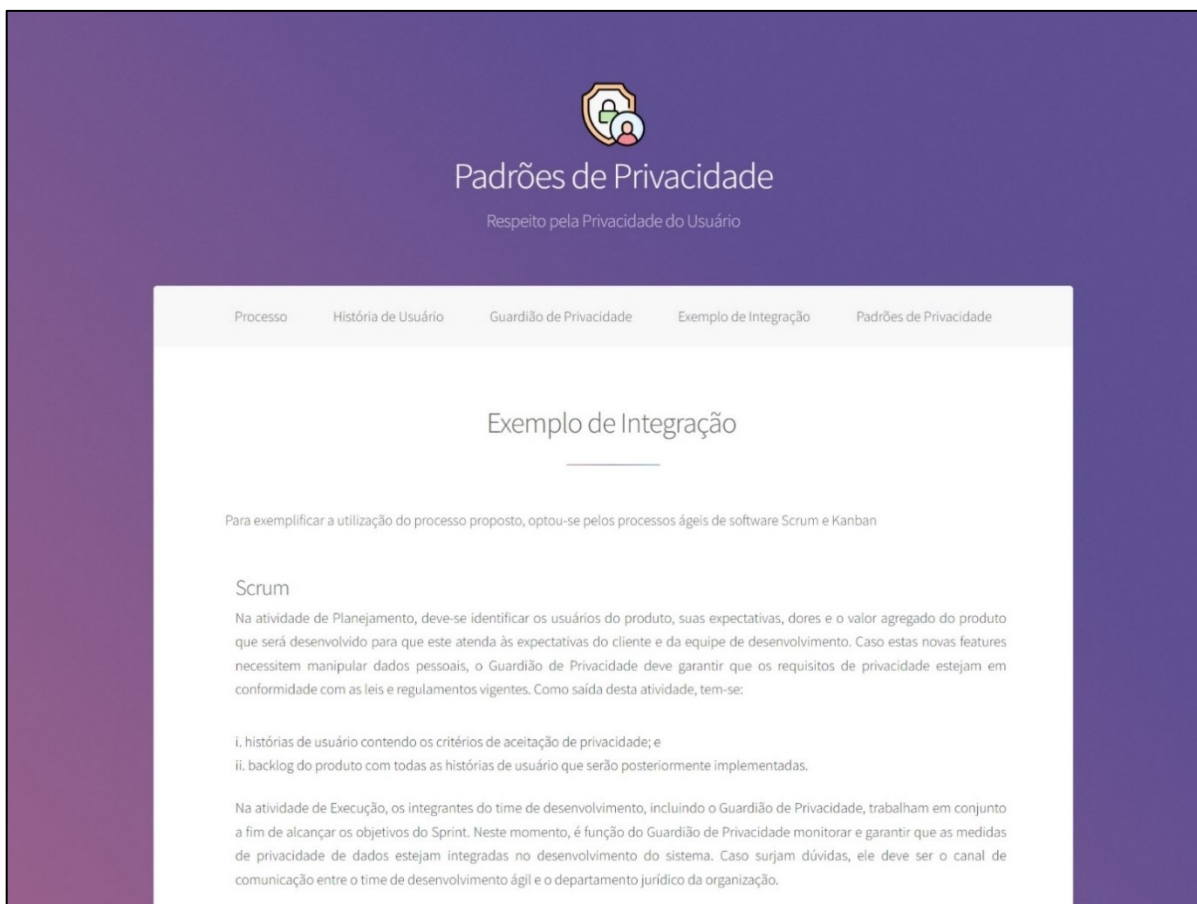 Padrões de Privacidade
Respeito pela Privacidade do Usuário
Processo História de Usuário Guardião de Privacidade Exemplo de Integração Padrões de Privacidade
Exemplo de Integração
Para exemplificar a utilização do processo proposto, optou-se pelos processos ágeis de software Scrum e Kanban
Scrum
Na atividade de Planejamento, deve-se identificar os usuários do produto, suas expectativas, dores e o valor agregado do produto
que será desenvolvido para que este atenda às expectativas do cliente e da equipe de desenvolvimento. Caso estas novas features
necessitem manipular dados pessoais, o Guardião de Privacidade deve garantir que os requisitos de privacidade estejam em
conformidade com as leis e regulamentos vigentes. Como saída desta atividade, tem-se:
i. histórias de usuário contendo os critérios de aceitação de privacidade; e
ii. backlog do produto com todas as histórias de usuário que serão posteriormente implementadas.
Na atividade de Execução, os integrantes do time de desenvolvimento, incluindo o Guardião de Privacidade, trabalham em conjunto
a fim de alcançar os objetivos do Sprint. Neste momento, é função do Guardião de Privacidade monitorar e garantir que as medidas
de privacidade de dados estejam integradas no desenvolvimento do sistema. Caso surjam dúvidas, ele deve ser o canal de
comunicação entre o time de desenvolvimento ágil e o departamento jurídico da organização.